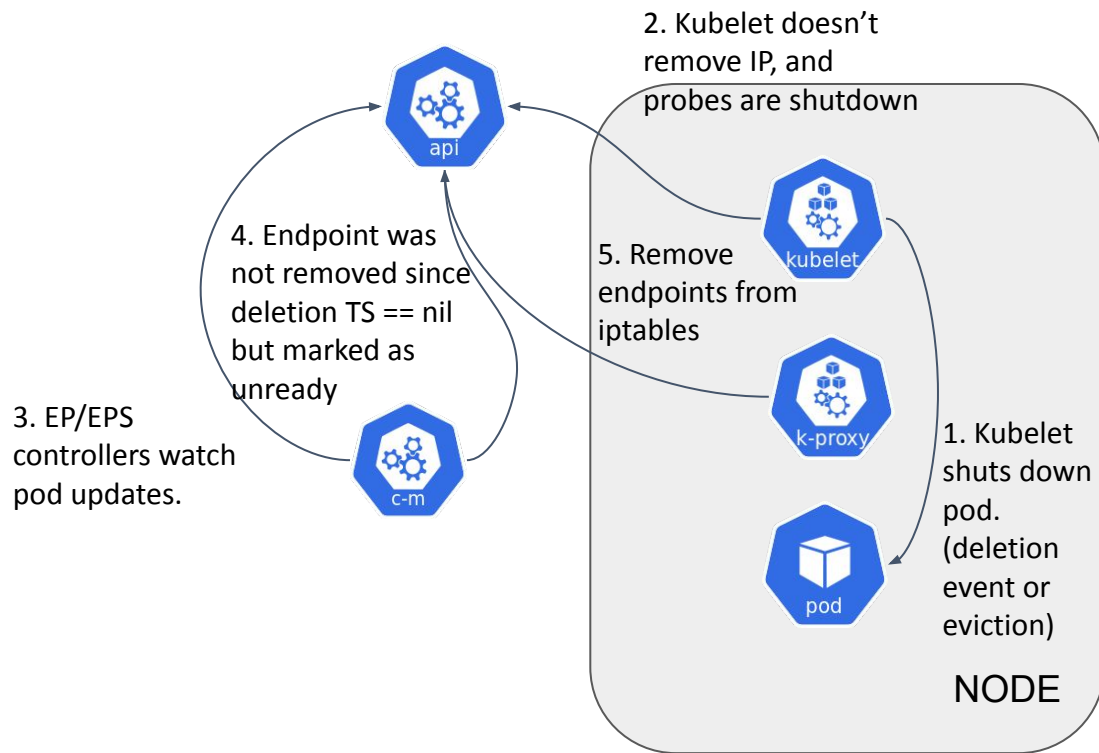 2. Kubelet doesn’t
remove IP, and
probes are shutdown
api
kubelet
4. Endpoint was
not removed since
deletion TS == nil
but marked as
unready
5. Remove
endpoints from
iptables
k-proxy
3. EP/EPS
controllers watch
pod updates.
c-m
1. Kubelet
shuts down
pod.
(deletion
event or
eviction)
pod
NODE